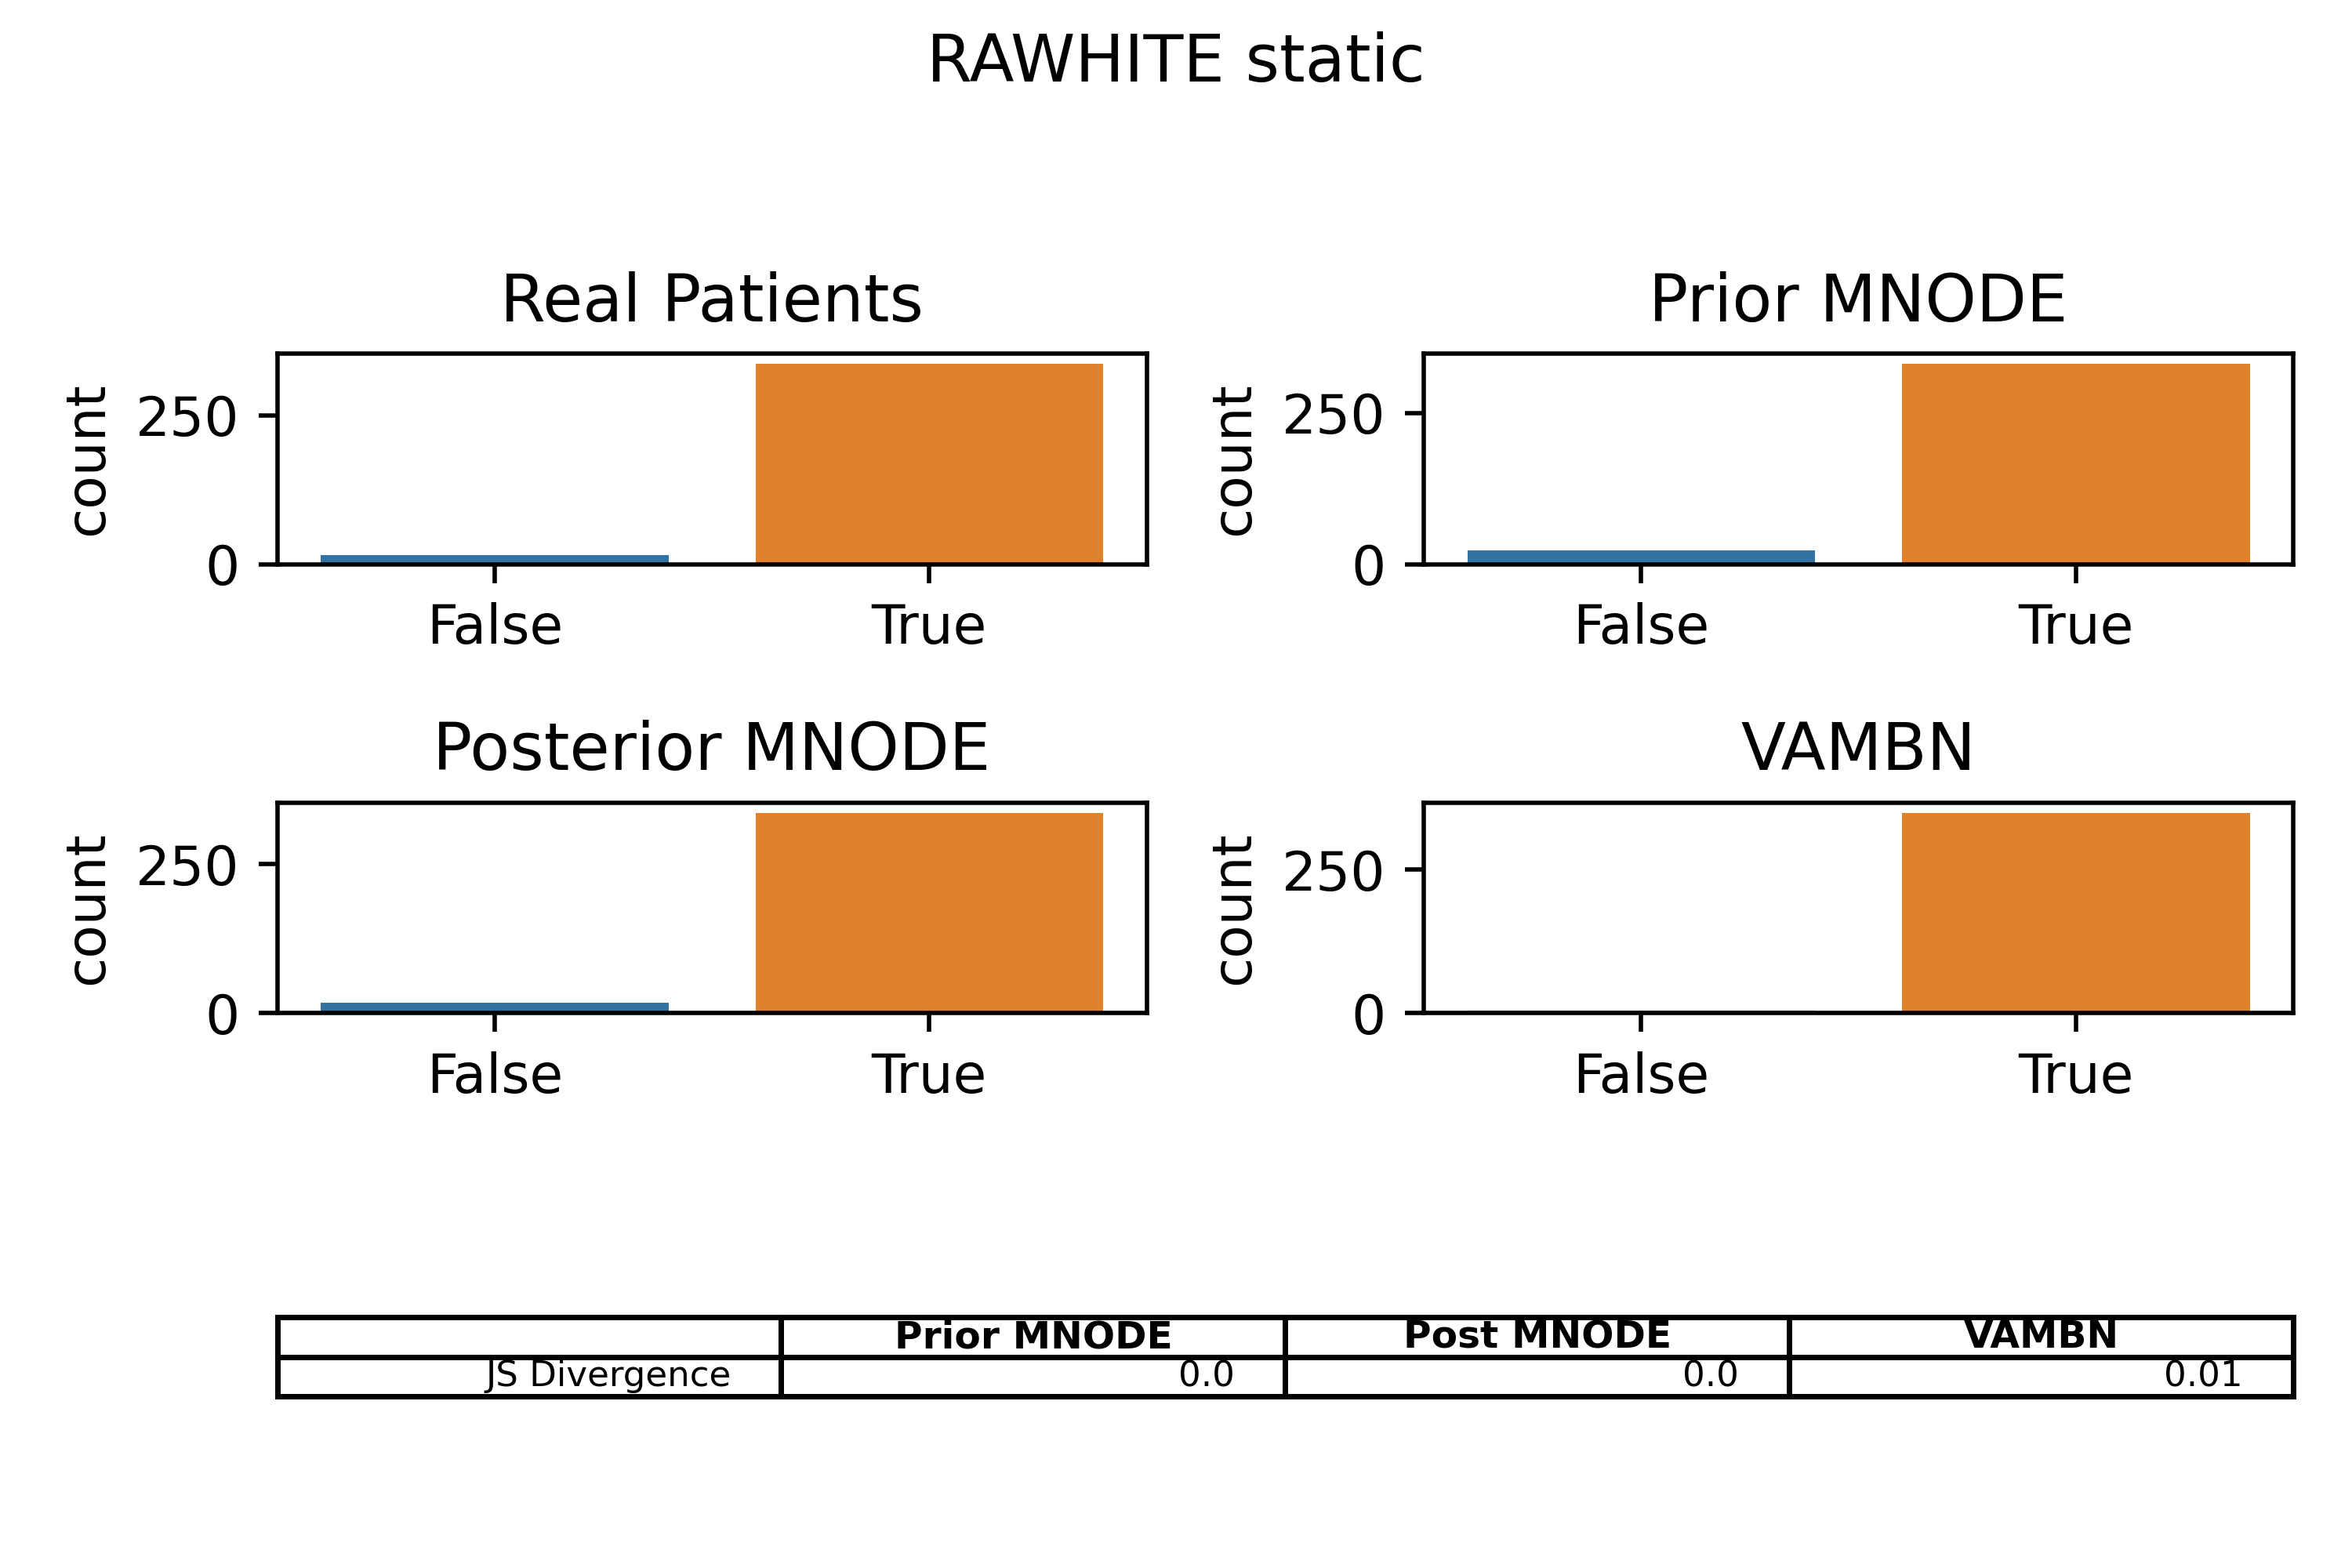 RAWHITE static
Real Patients
count
250
0
False True
Prior MNODE
count
250
0
False True
Posterior MNODE
count
250
0
False True
VAMBN
count
250
0
False True
Prior MNODE Post MNODE VAMBN
JS Divergence 0.0 0.0 0.01